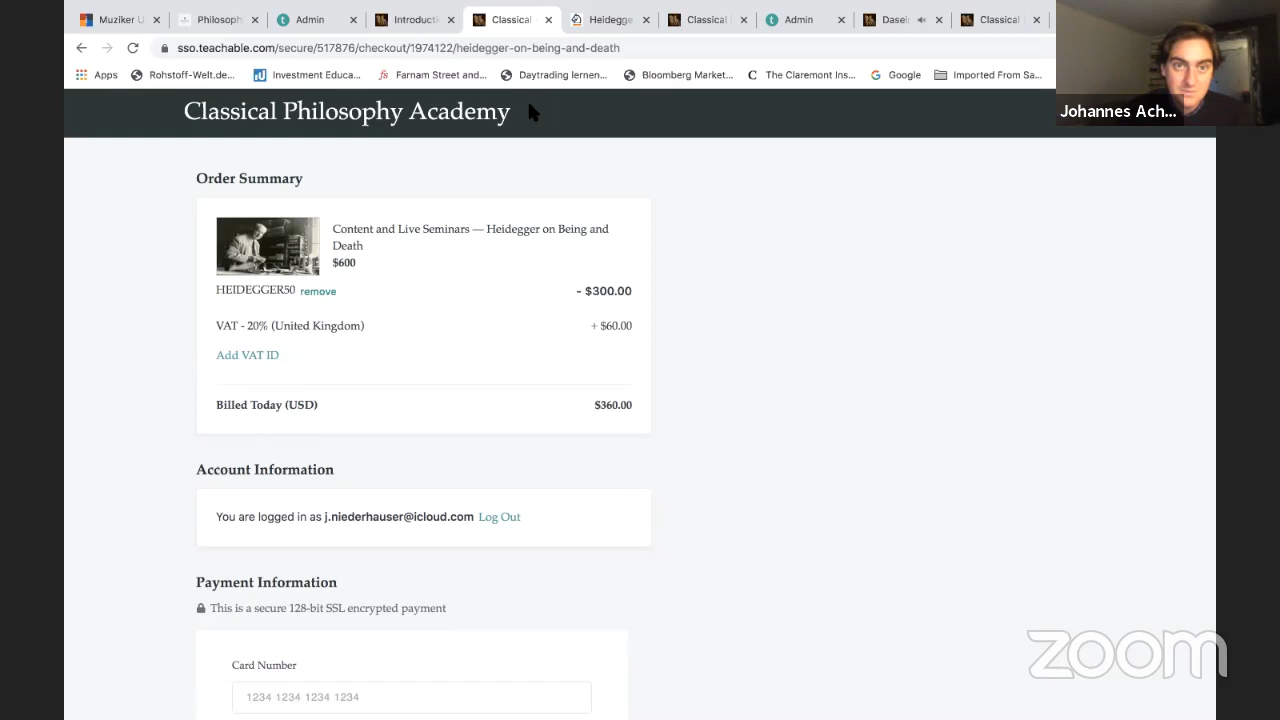 Muziker U
Philosoph
Admin
Introducti
Classical
Heidegge
Classical
Admin
Dasei
Classical
sso.teachable.com/secure/517876/checkout/1974122/heidegger-on-being-and-death
Apps
Rohstoff-Welt.de...
Investment Educa...
Farnam Street and...
Daytrading lernen...
Bloomberg Market...
The Claremont Ins...
Google
Imported From Sa...
Johannes Ach...
Classical Philosophy Academy
Order Summary
Content and Live Seminars — Heidegger on Being and
Death
$600
HEIDEGGER50 remove - $300.00
VAT - 20% (United Kingdom) + $60.00
Add VAT ID
Billed Today (USD) $360.00
Account Information
You are logged in as j.niederhauser@icloud.com Log Out
Payment Information
This is a secure 128-bit SSL encrypted payment
Card Number
1234 1234 1234 1234
zoom